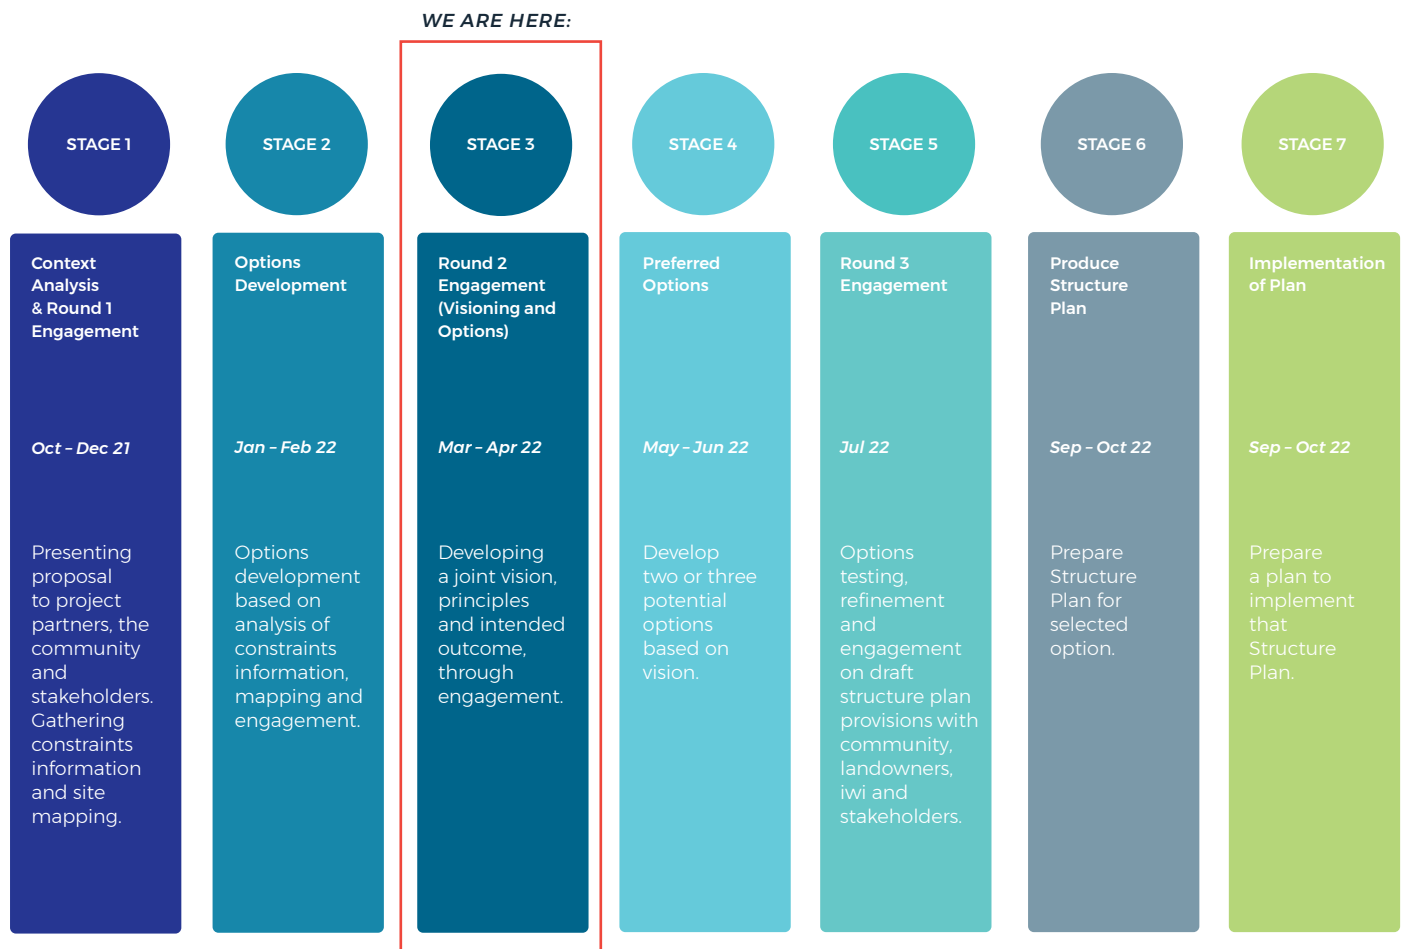 WE ARE HERE:
STAGE 1
Context
Analysis
& Round 1
Engagement
Oct – Dec 21
Presenting
proposal
to project
partners, the
community
and
stakeholders.
Gathering
constraints
information
and site
mapping.
STAGE 2
Options
Development
Jan – Feb 22
Options
development
based on
analysis of
constraints
information,
mapping and
engagement.
STAGE 3
Round 2
Engagement
(Visioning and
Options)
Mar – Apr 22
Developing
a joint vision,
principles
and intended
outcome,
through
engagement.
STAGE 4
Preferred
Options
May – Jun 22
Develop
two or three
potential
options
based on
vision.
STAGE 5
Round 3
Engagement
Jul 22
Options
testing,
refinement
and
engagement
on draft
structure plan
provisions with
community,
landowners,
iwi and
stakeholders.
STAGE 6
Produce
Structure
Plan
Sep – Oct 22
Prepare
Structure
Plan for
selected
option.
STAGE 7
Implementation
of Plan
Sep – Oct 22
Prepare
a plan to
implement
that
Structure
Plan.